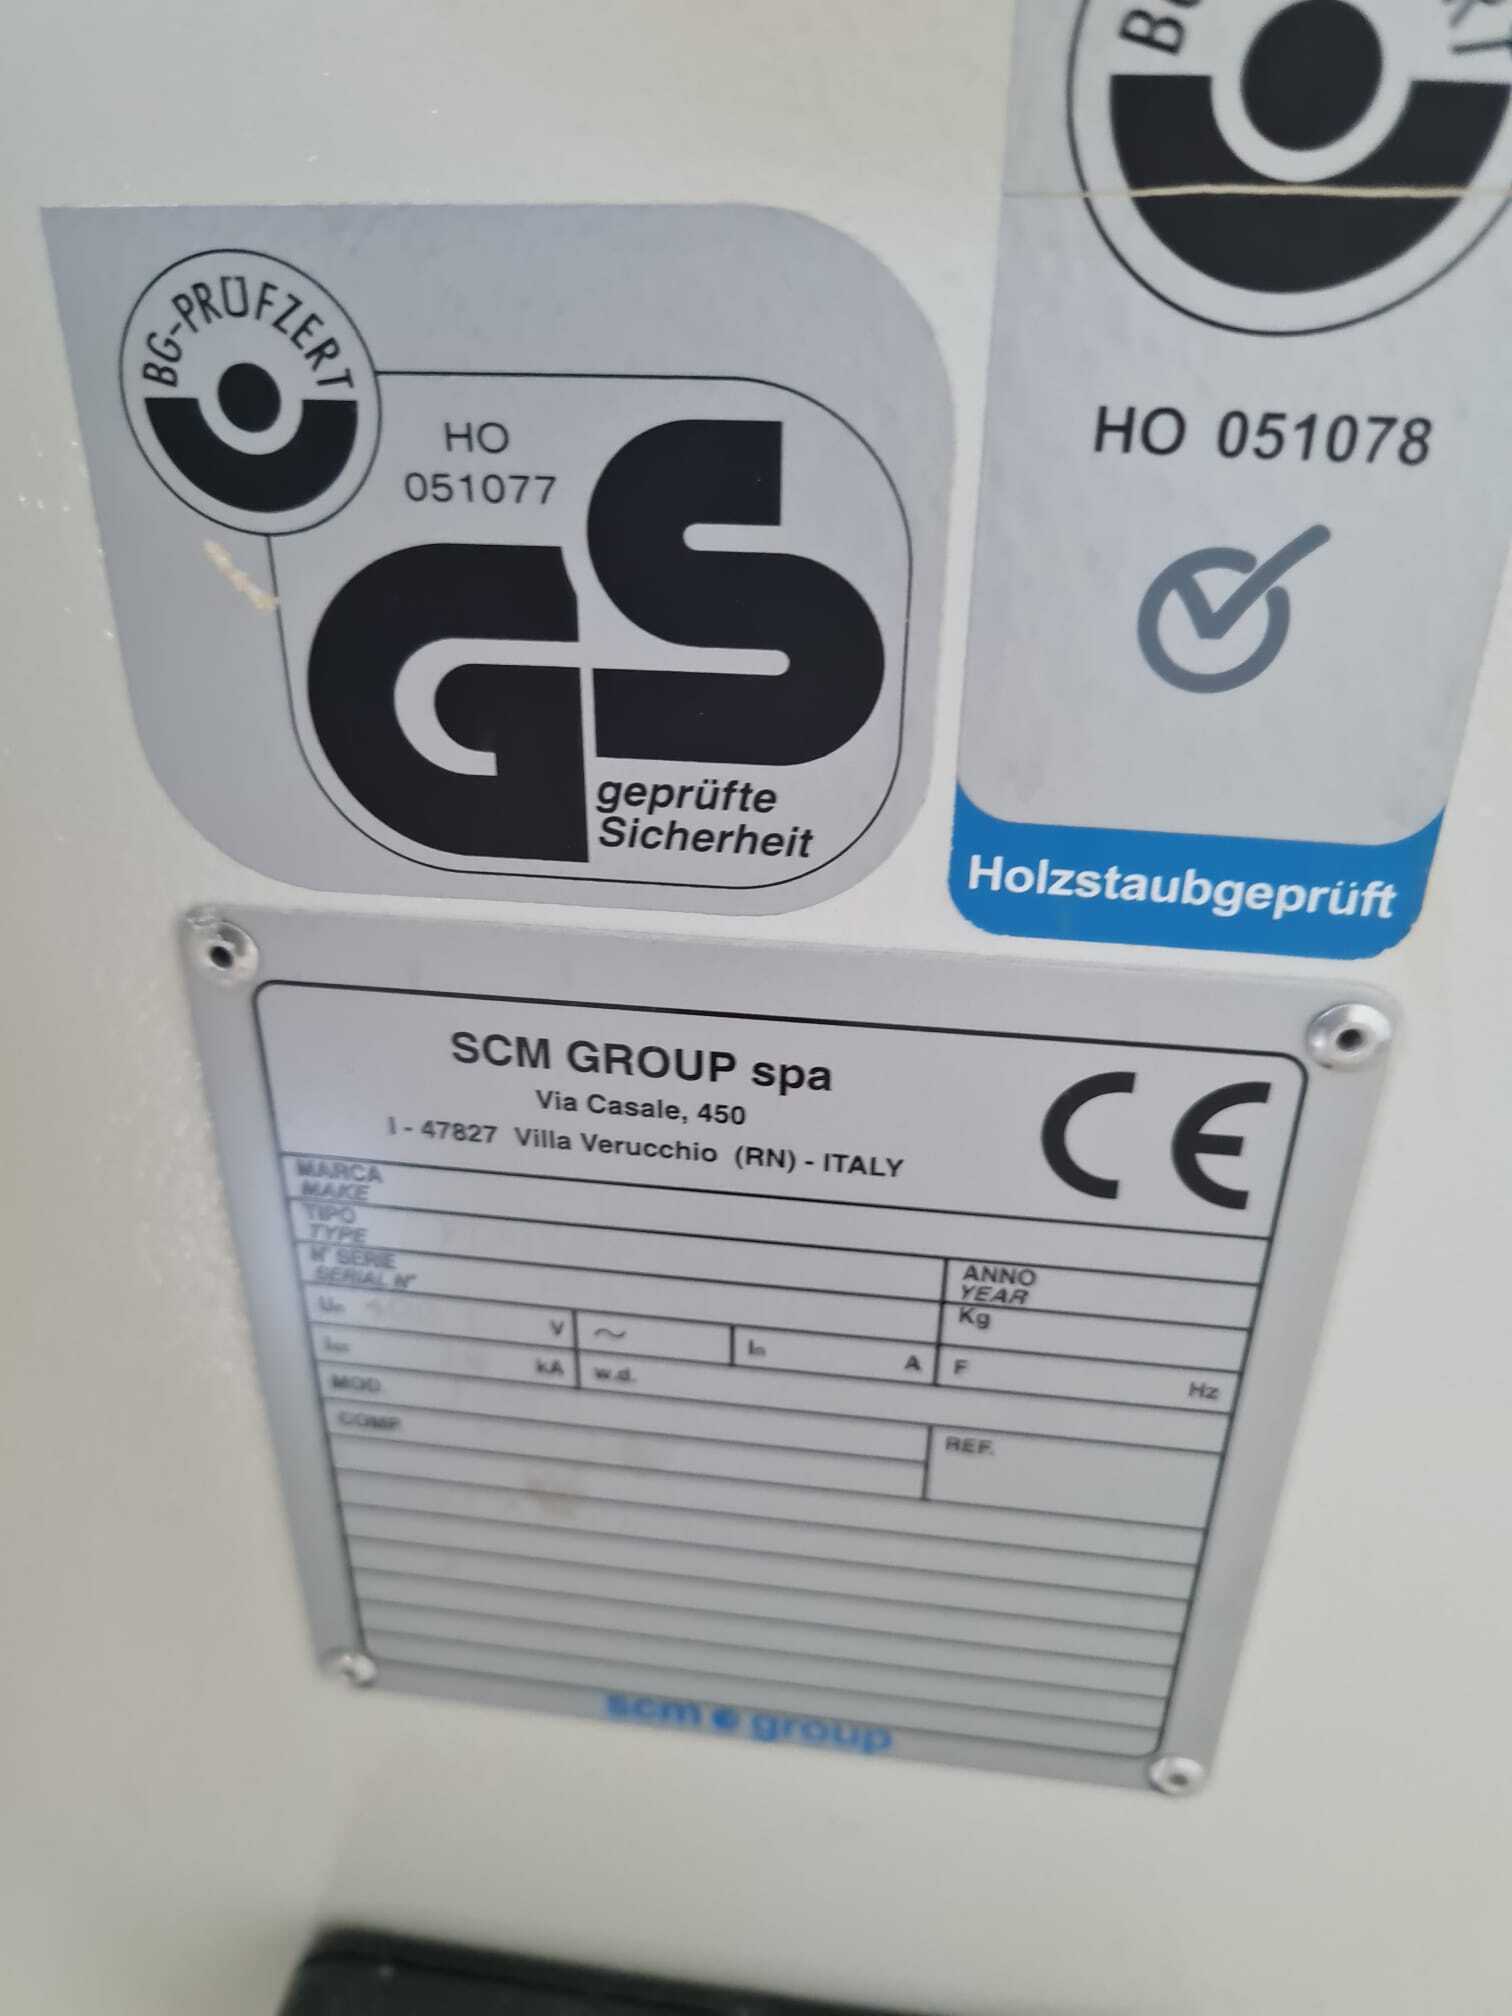 BG-PRÜFZERT
HO
051077
GS
geprüfte
Sicherheit
HO 051078
Holzstaubgeprüft
SCM GROUP spa
Via Casale, 450
I - 47827 Villa Verucchio (RN) - ITALY
CE
MARCA
MAKE
TIPO
TYPE
N° SERIE
SERIAL N°
ANNO
YEAR
Kg
Un V ~ In A F Hz
kA w.d.
MOD.
COMP.
REF.
scm group